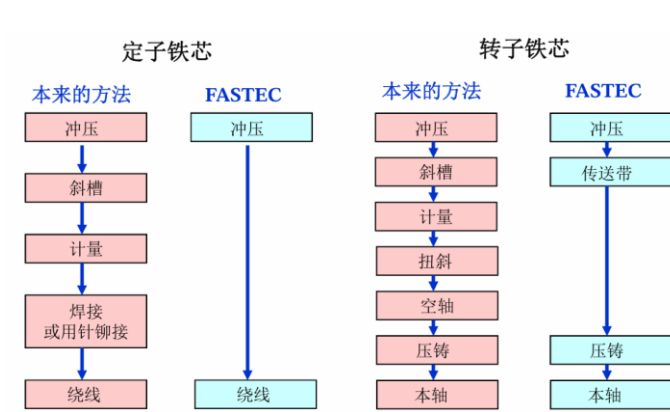 定子铁芯
本来的方法
FASTEC
冲压
斜槽
计量
焊接
或用针铆接
绕线
冲压
绕线
转子铁芯
本来的方法
FASTEC
冲压
斜槽
计量
扭斜
空轴
压铸
本轴
冲压
传送带
压铸
本轴